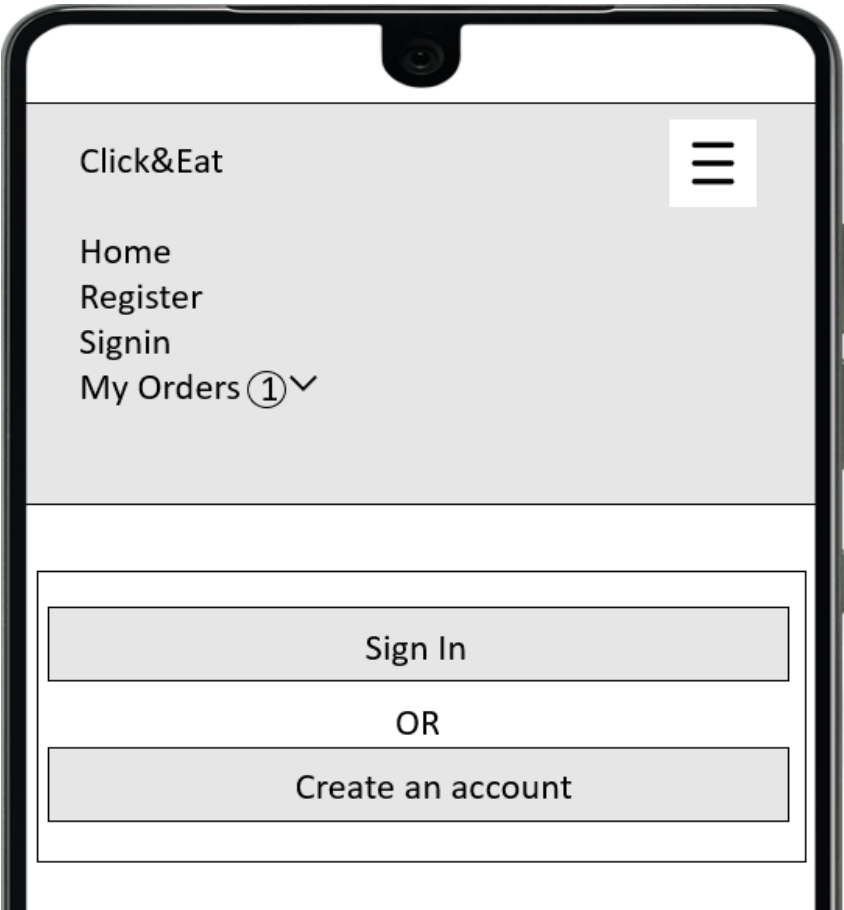 Click&Eat
Home
Register
Signin
My Orders 1
Sign In
OR
Create an account